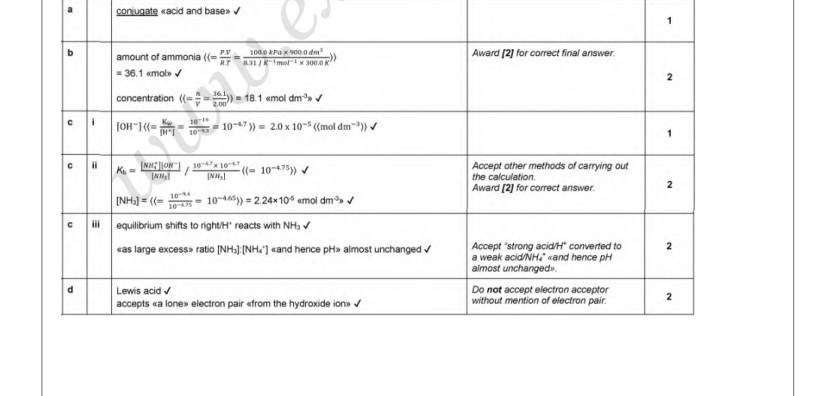 a conjugate «acid and base» ✓ 1
b amount of ammonia ((= P.V / R.T = 100.0 kPa × 900.0 dm³ / 8.31 J K⁻¹ mol⁻¹ × 300.0 K)) Award [2] for correct final answer.
= 36.1 «mol» ✓ 2
concentration ((= n/V = 36.1/2.00)) = 18.1 «mol dm⁻³» ✓
c i [OH⁻] ((= Kw/[H⁺] = 10⁻¹⁴/10⁻⁹·³ = 10⁻⁴·⁷)) = 2.0 x 10⁻⁵ ((mol dm⁻³)) ✓ 1
c ii Kb = [NH₄⁺][OH⁻]/[NH₃] / 10⁻⁴·⁷ × 10⁻⁴·⁷/[NH₃] ((= 10⁻⁴·⁷⁵)) ✓ Accept other methods of carrying out
the calculation.
Award [2] for correct answer. 2
[NH₃] = ((= 10⁻⁹·⁴/10⁻⁴·⁷⁵ = 10⁻⁴·⁶⁵)) = 2.24×10⁻⁵ «mol dm⁻³» ✓
c iii equilibrium shifts to right/H⁺ reacts with NH₃ ✓
«as large excess» ratio [NH₃]:[NH₄⁺] «and hence pH» almost unchanged ✓ Accept "strong acid/H⁺ converted to 2
a weak acid/NH₄⁺ «and hence pH
almost unchanged».
d Lewis acid ✓ Do not accept electron acceptor
accepts «a lone» electron pair «from the hydroxide ion» ✓ without mention of electron pair. 2